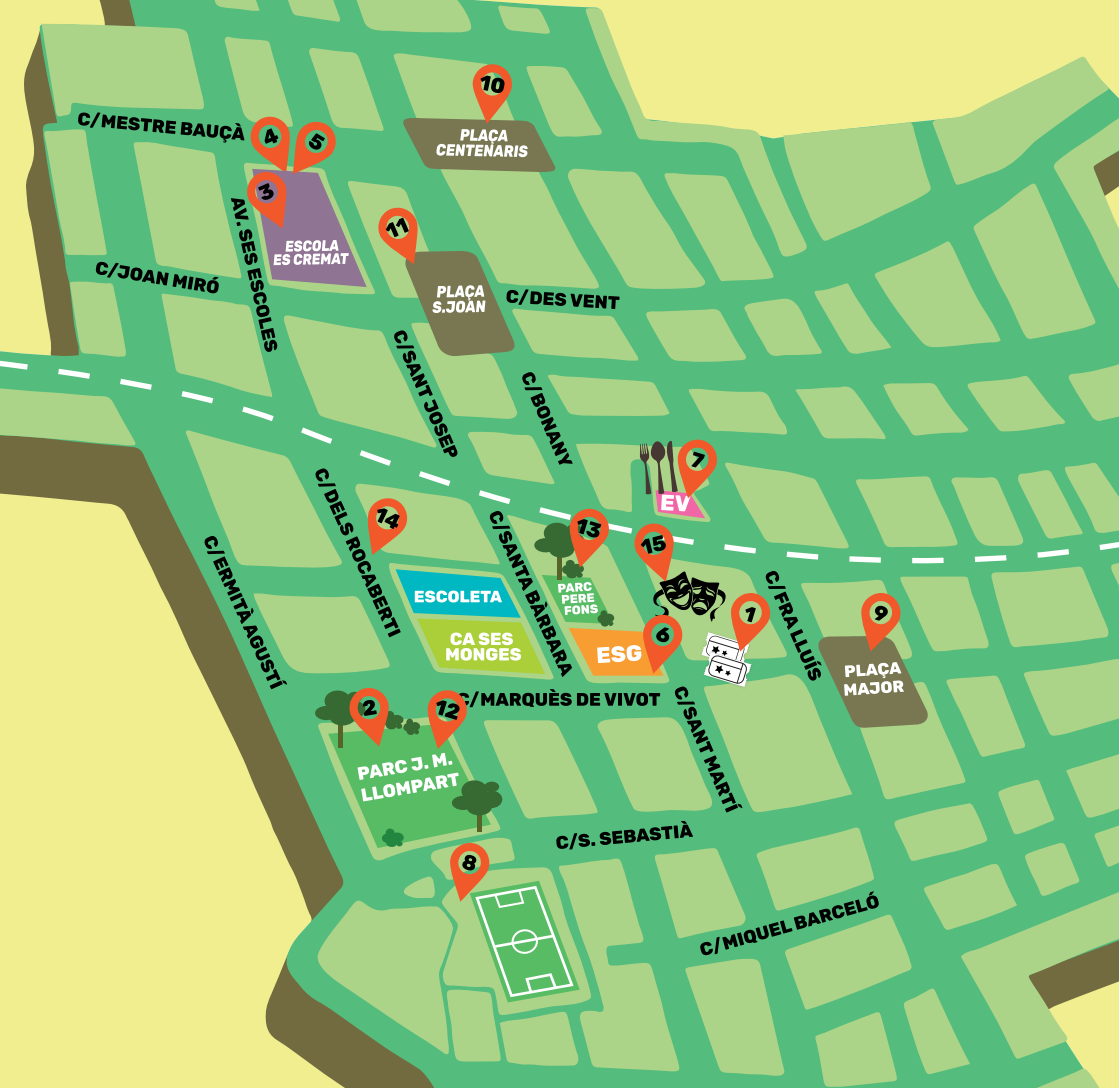 10
C/MESTRE BAUÇÀ
4
5
PLAÇA
CENTENARIS
3
11
AV. SES ESCOLES
ESCOLA
ES CREMAT
C/JOAN MIRÓ
PLAÇA
S.JOAN
C/DES VENT
C/SANT JOSEP
C/BONANY
7
EV
C/DELS ROCABERTI
14
C/SANTA BÀRBARA
13
15
C/ERMITÀ AGUSTÍ
ESCOLETA
PARC
PERE
FONS
C/FRA LLUÍS
1
9
CA SES
MONGES
ESG
6
PLAÇA
MAJOR
2
12
C/MARQUÈS DE VIVOT
C/SANT MARTÍ
PARC J. M.
LLOMPART
C/S. SEBASTIÀ
8
C/MIQUEL BARCELÓ